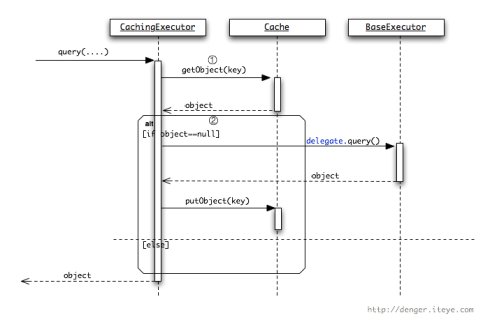 CachingExecutor
Cache
BaseExecutor
query(....)
①
getObject(key)
object
②
alt
[if object==null]
delegate.query()
object
putObject(key)
[else]
object
http://denger.iteye.com